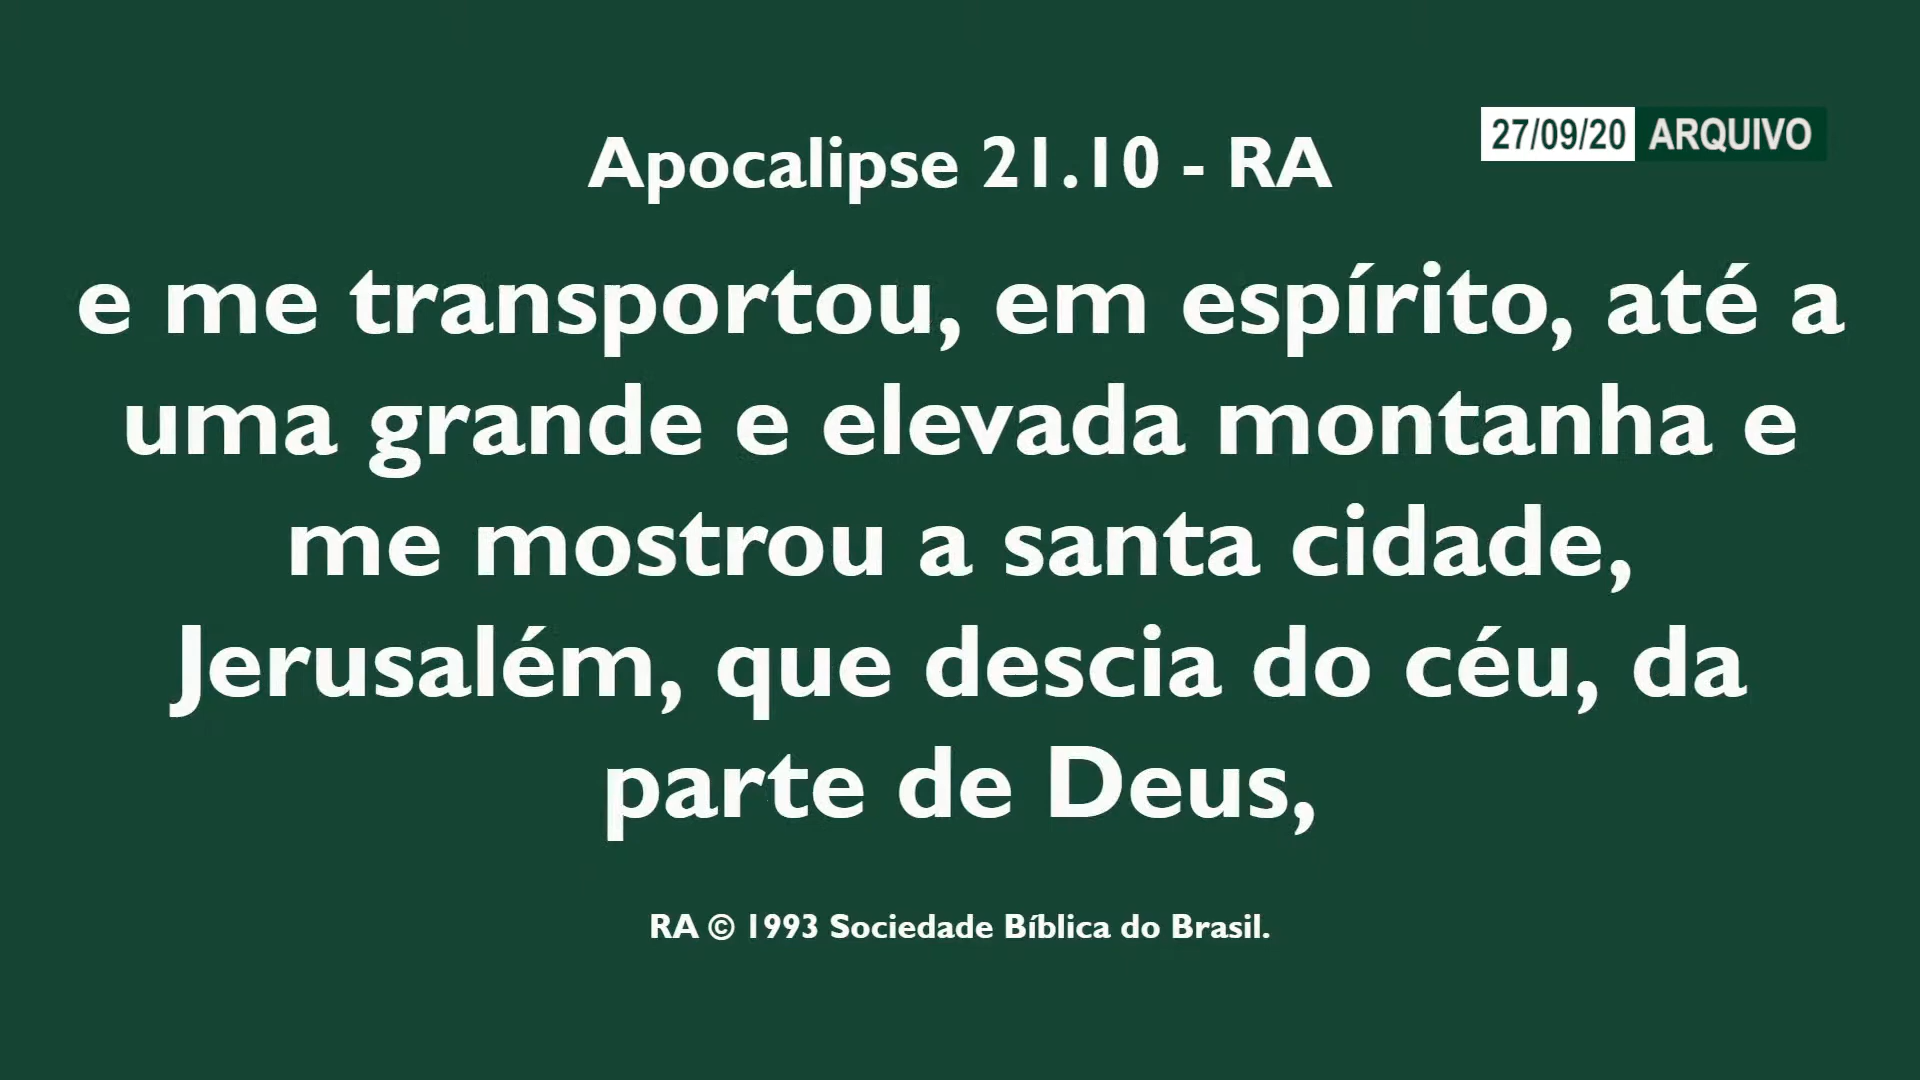 27/09/20 ARQUIVO
Apocalipse 21.10 - RA
e me transportou, em espírito, até a
uma grande e elevada montanha e
me mostrou a santa cidade,
Jerusalém, que descia do céu, da
parte de Deus,
RA © 1993 Sociedade Bíblica do Brasil.